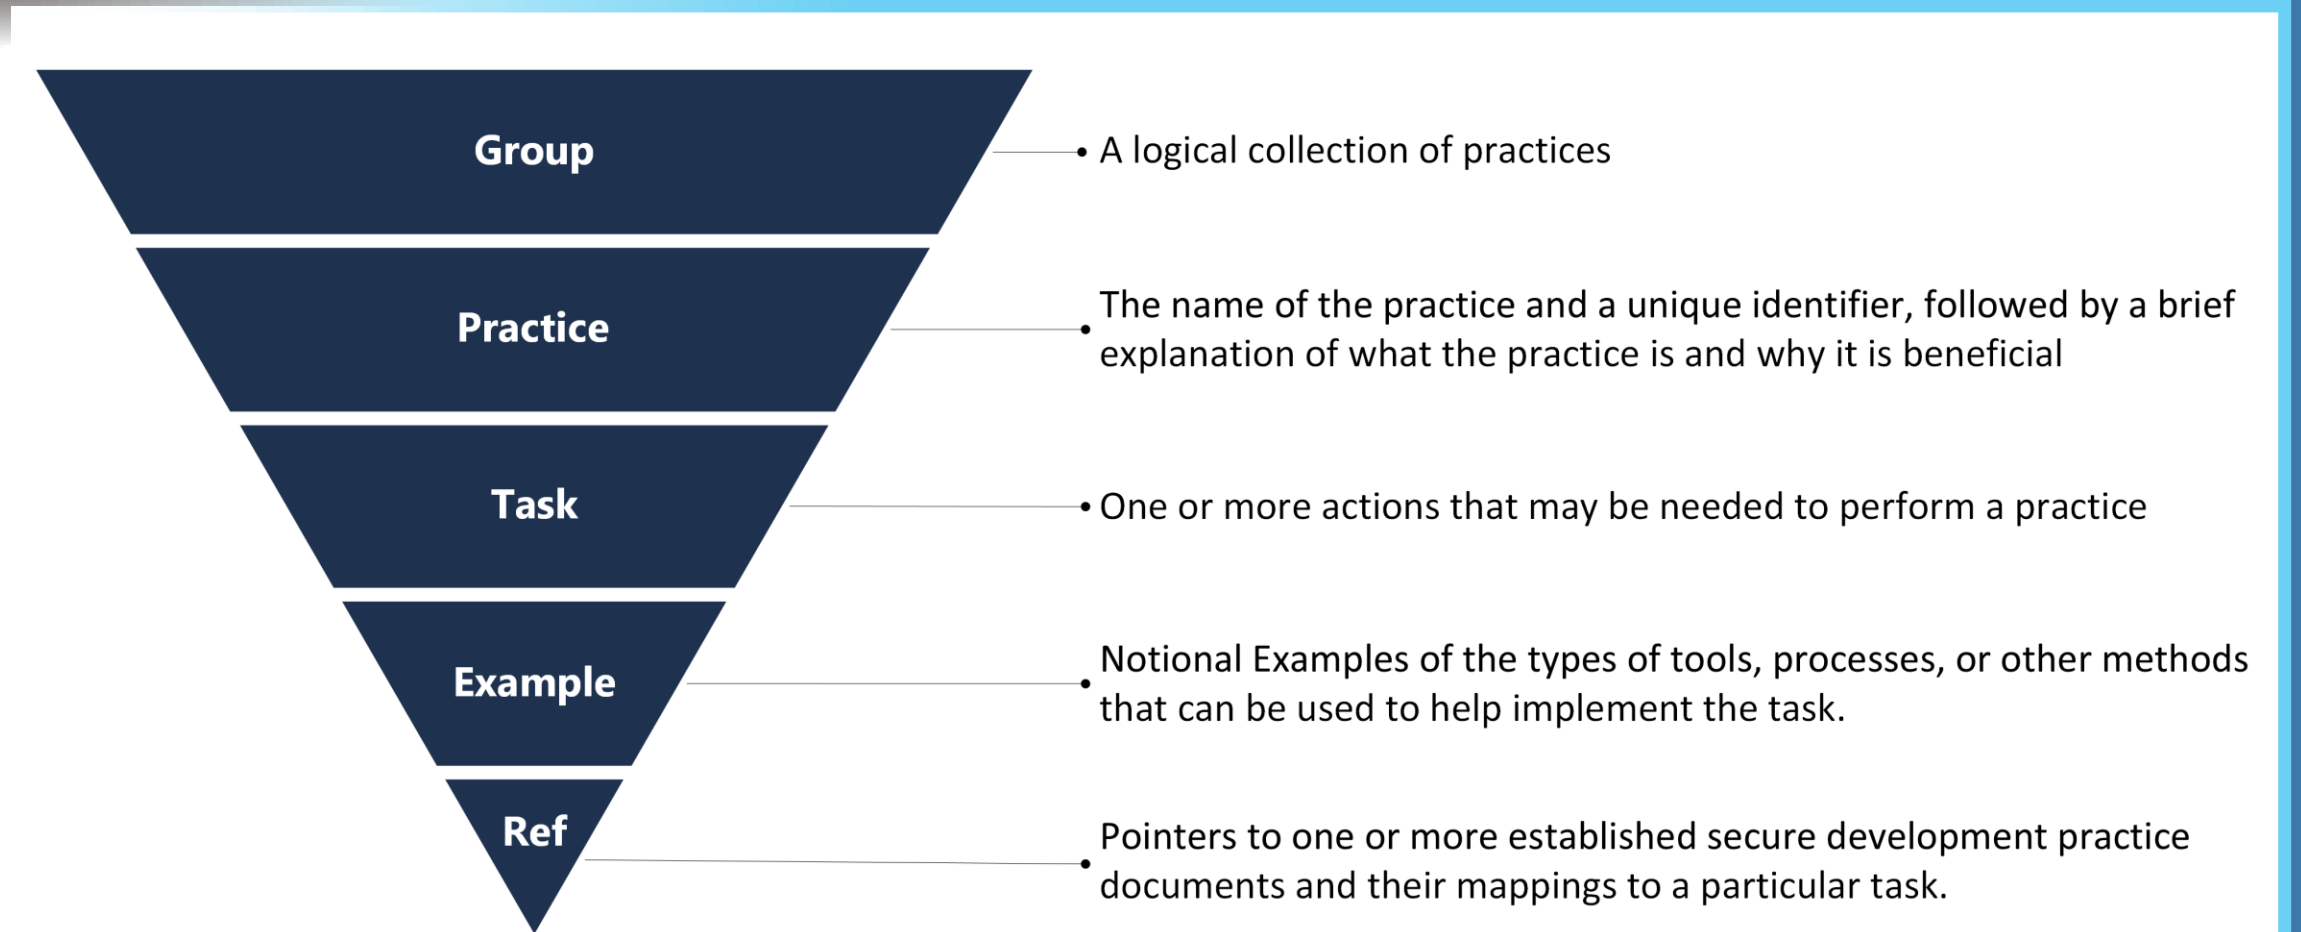 Group
A logical collection of practices
Practice
The name of the practice and a unique identifier, followed by a brief
explanation of what the practice is and why it is beneficial
Task
One or more actions that may be needed to perform a practice
Example
Notional Examples of the types of tools, processes, or other methods
that can be used to help implement the task.
Ref
Pointers to one or more established secure development practice
documents and their mappings to a particular task.